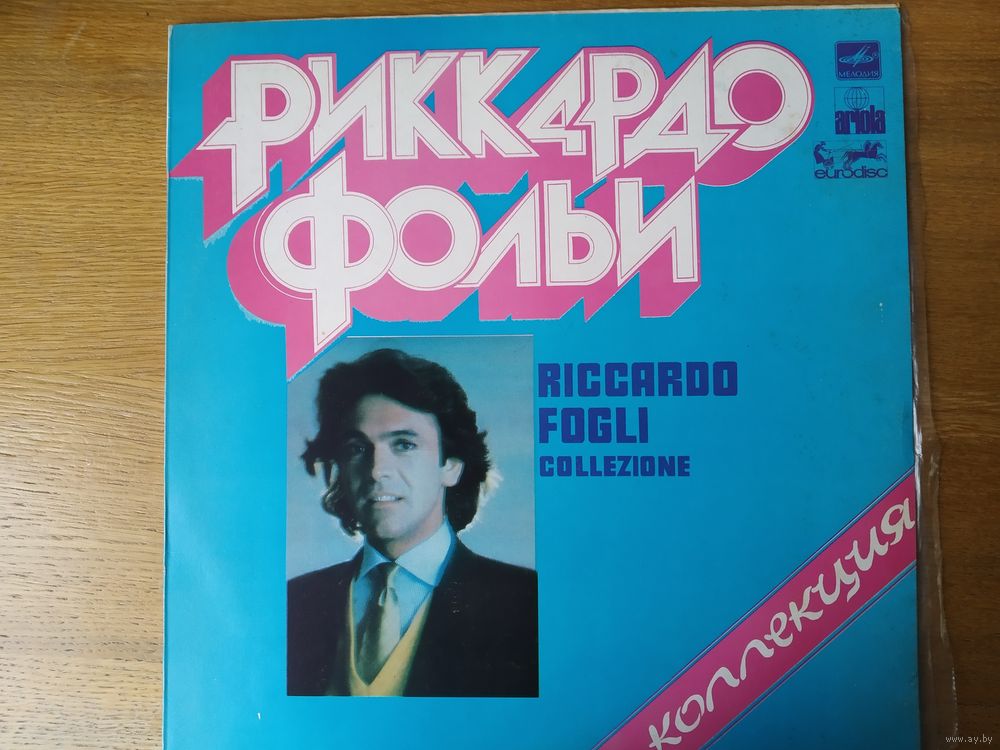 РИККАРДО
ФОЛЬИ
МЕЛОДИЯ
ariola
eurodisc
RICCARDO
FOGLI
COLLEZIONE
коллекция
www.ay.by